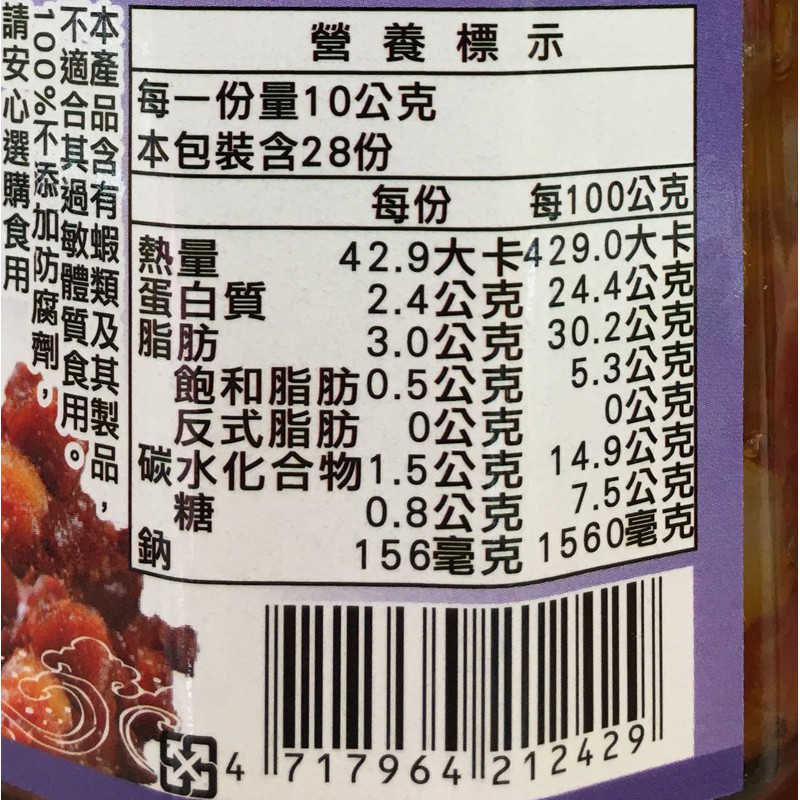 本產品含有蝦類及其製品，
不適合其過敏體質食用。
100%不添加防腐劑，
請安心選購食用
營養標示
每一份量10公克
本包裝含28份
每份 每100公克
熱量 42.9大卡 429.0大卡
蛋白質 2.4公克 24.4公克
脂肪 3.0公克 30.2公克
飽和脂肪 0.5公克 5.3公克
反式脂肪 0公克 0公克
碳水化合物 1.5公克 14.9公克
糖 0.8公克 7.5公克
鈉 156毫克 1560毫克
4 717964 212429